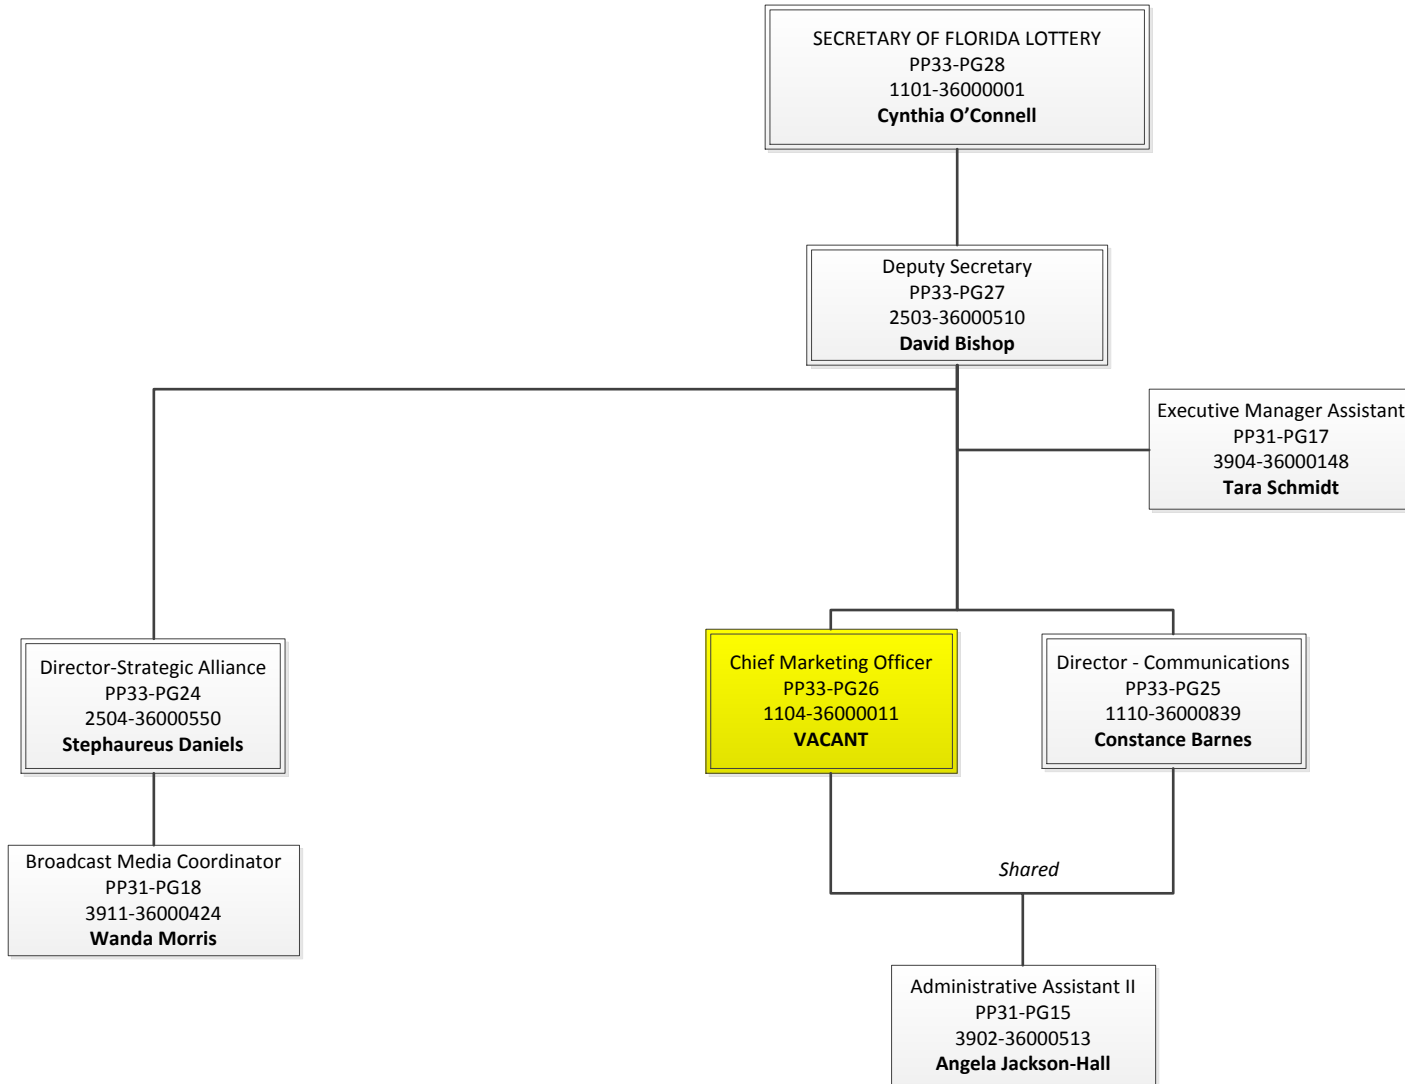 SECRETARY OF FLORIDA LOTTERY
PP33-PG28
1101-36000001
Cynthia O’Connell
Deputy Secretary
PP33-PG27
2503-36000510
David Bishop
Executive Manager Assistant
PP31-PG17
3904-36000148
Tara Schmidt
Director-Strategic Alliance
PP33-PG24
2504-36000550
Stephaureus Daniels
Chief Marketing Officer
PP33-PG26
1104-36000011
VACANT
Director - Communications
PP33-PG25
1110-36000839
Constance Barnes
Broadcast Media Coordinator
PP31-PG18
3911-36000424
Wanda Morris
Shared
Administrative Assistant II
PP31-PG15
3902-36000513
Angela Jackson-Hall